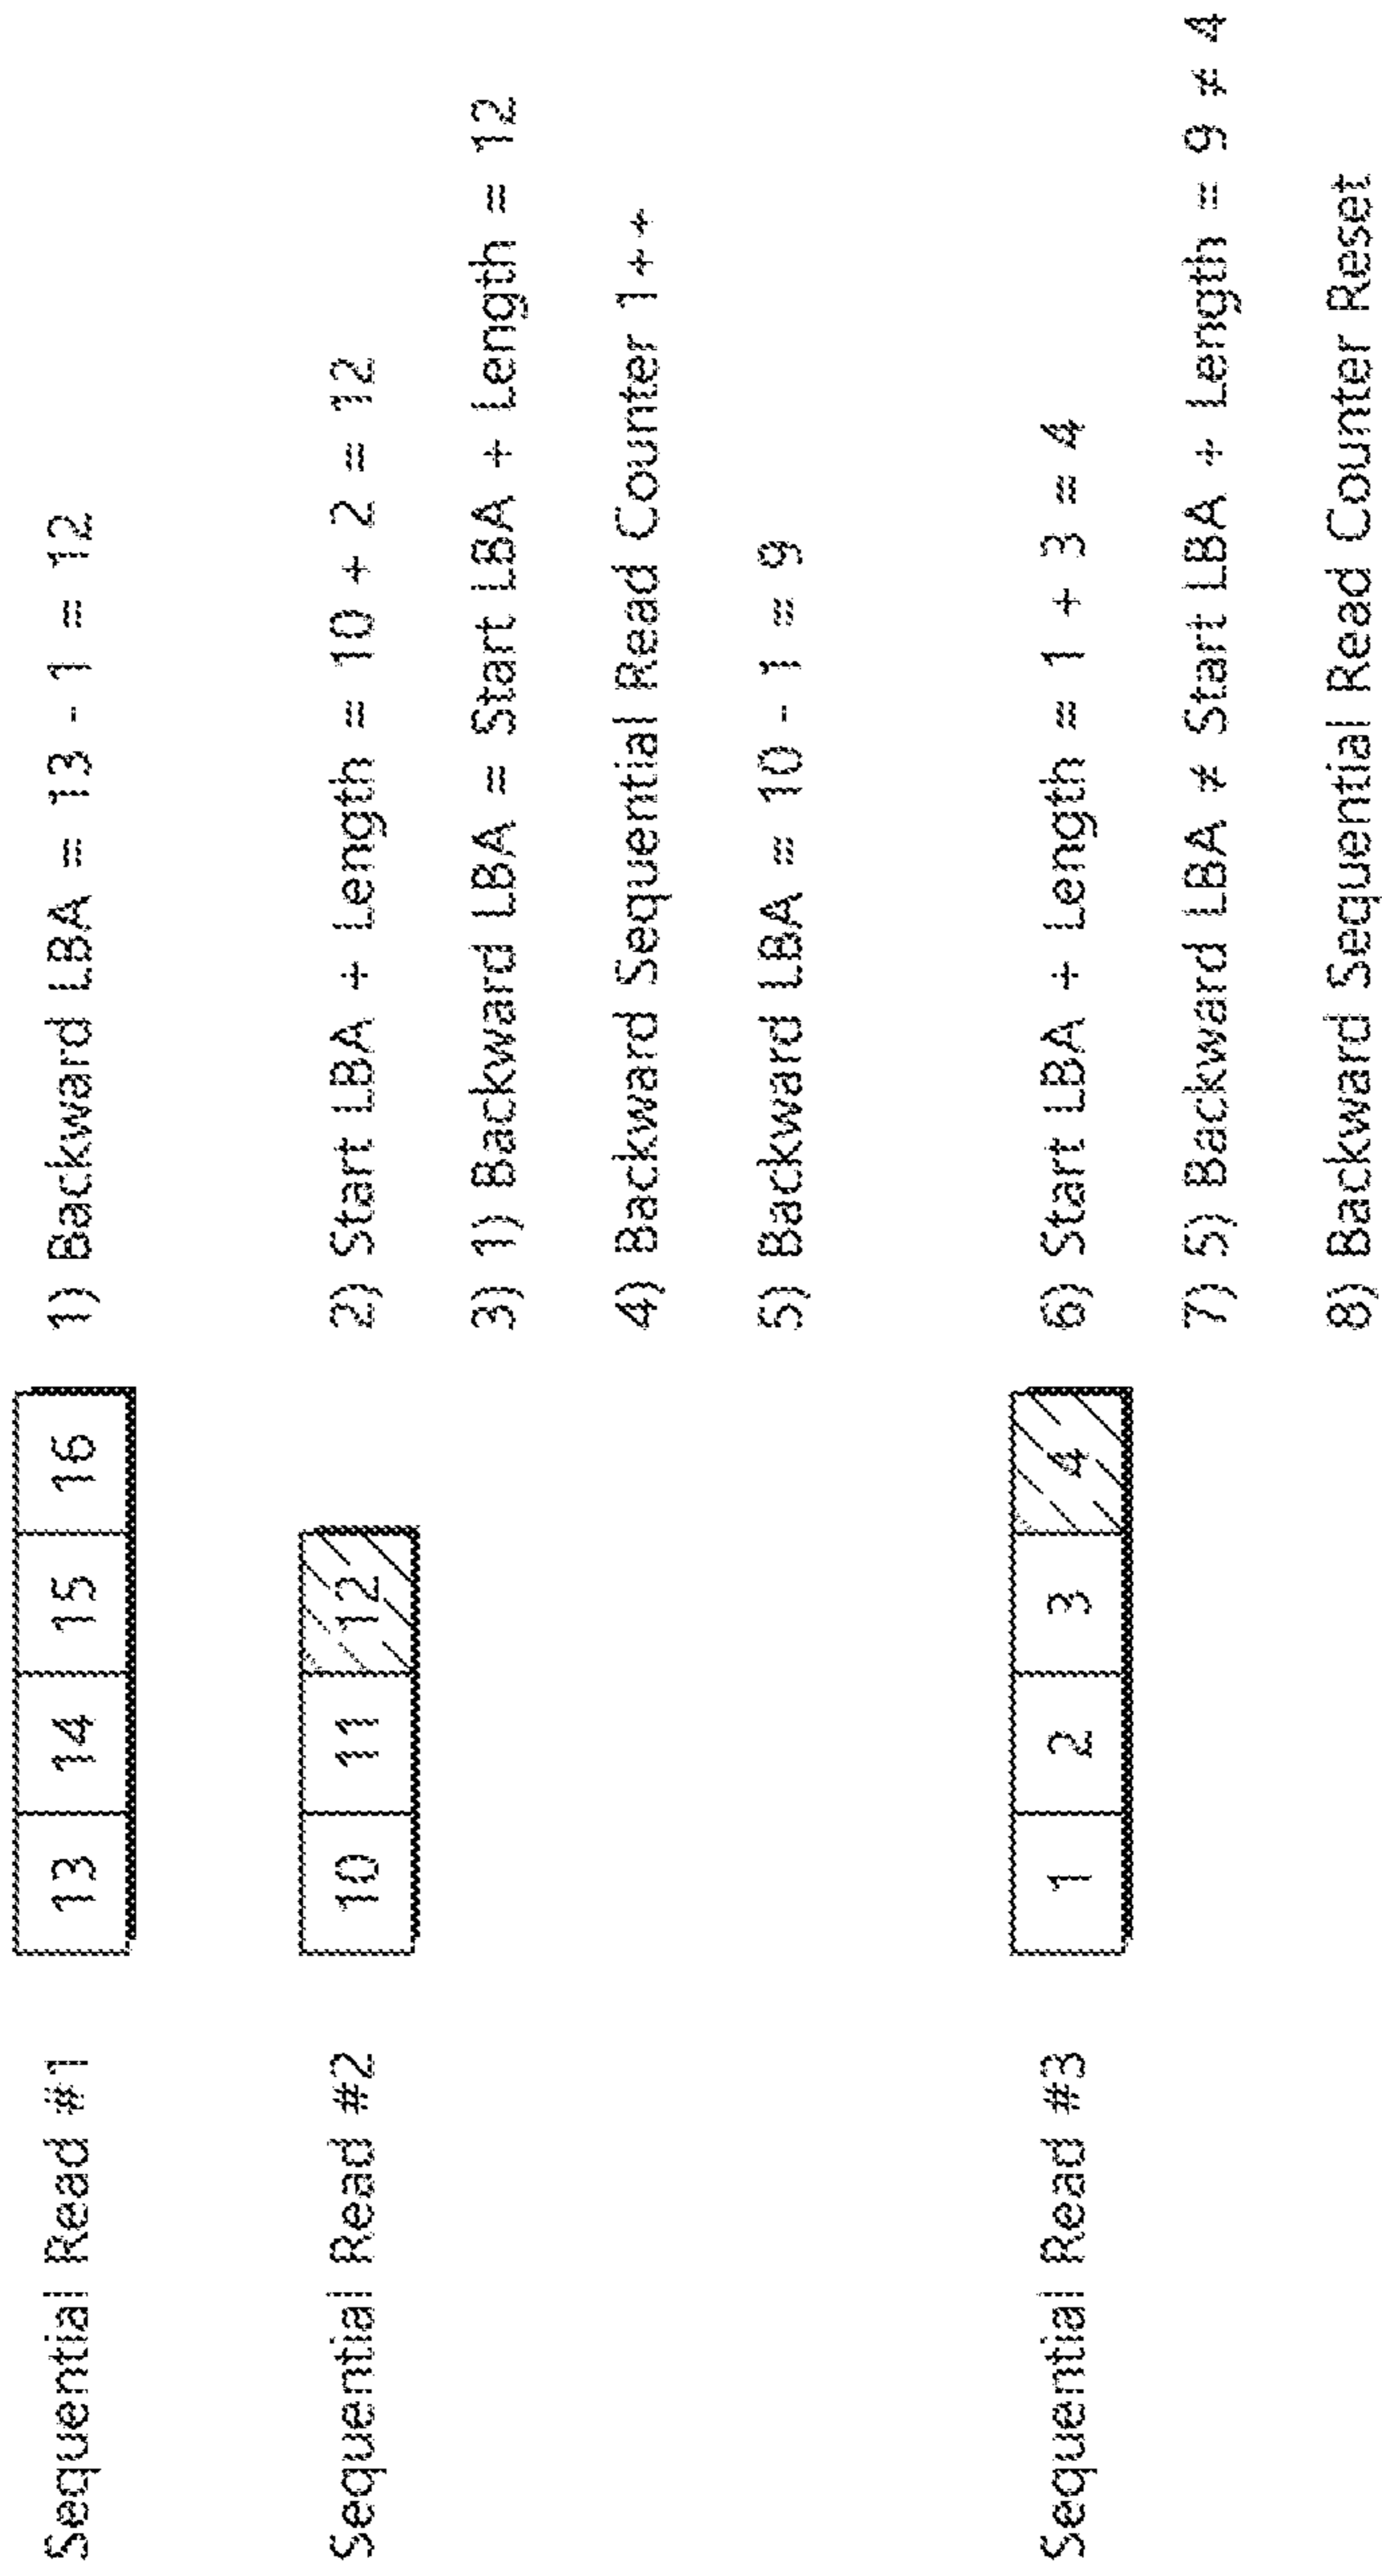 Sequential Read #1 13 14 15 16 1) Backward LBA = 13 - 1 = 12
Sequential Read #2 10 11 12 2) Start LBA + Length = 10 + 2 = 12
3) 1) Backward LBA = Start LBA + Length = 12
4) Backward Sequential Read Counter 1++
5) Backward LBA = 10 - 1 = 9
Sequential Read #3 1 2 3 4 6) Start LBA + Length = 1 + 3 = 4
7) 5) Backward LBA ≠ Start LBA + Length = 9 ≠ 4
8) Backward Sequential Read Counter Reset